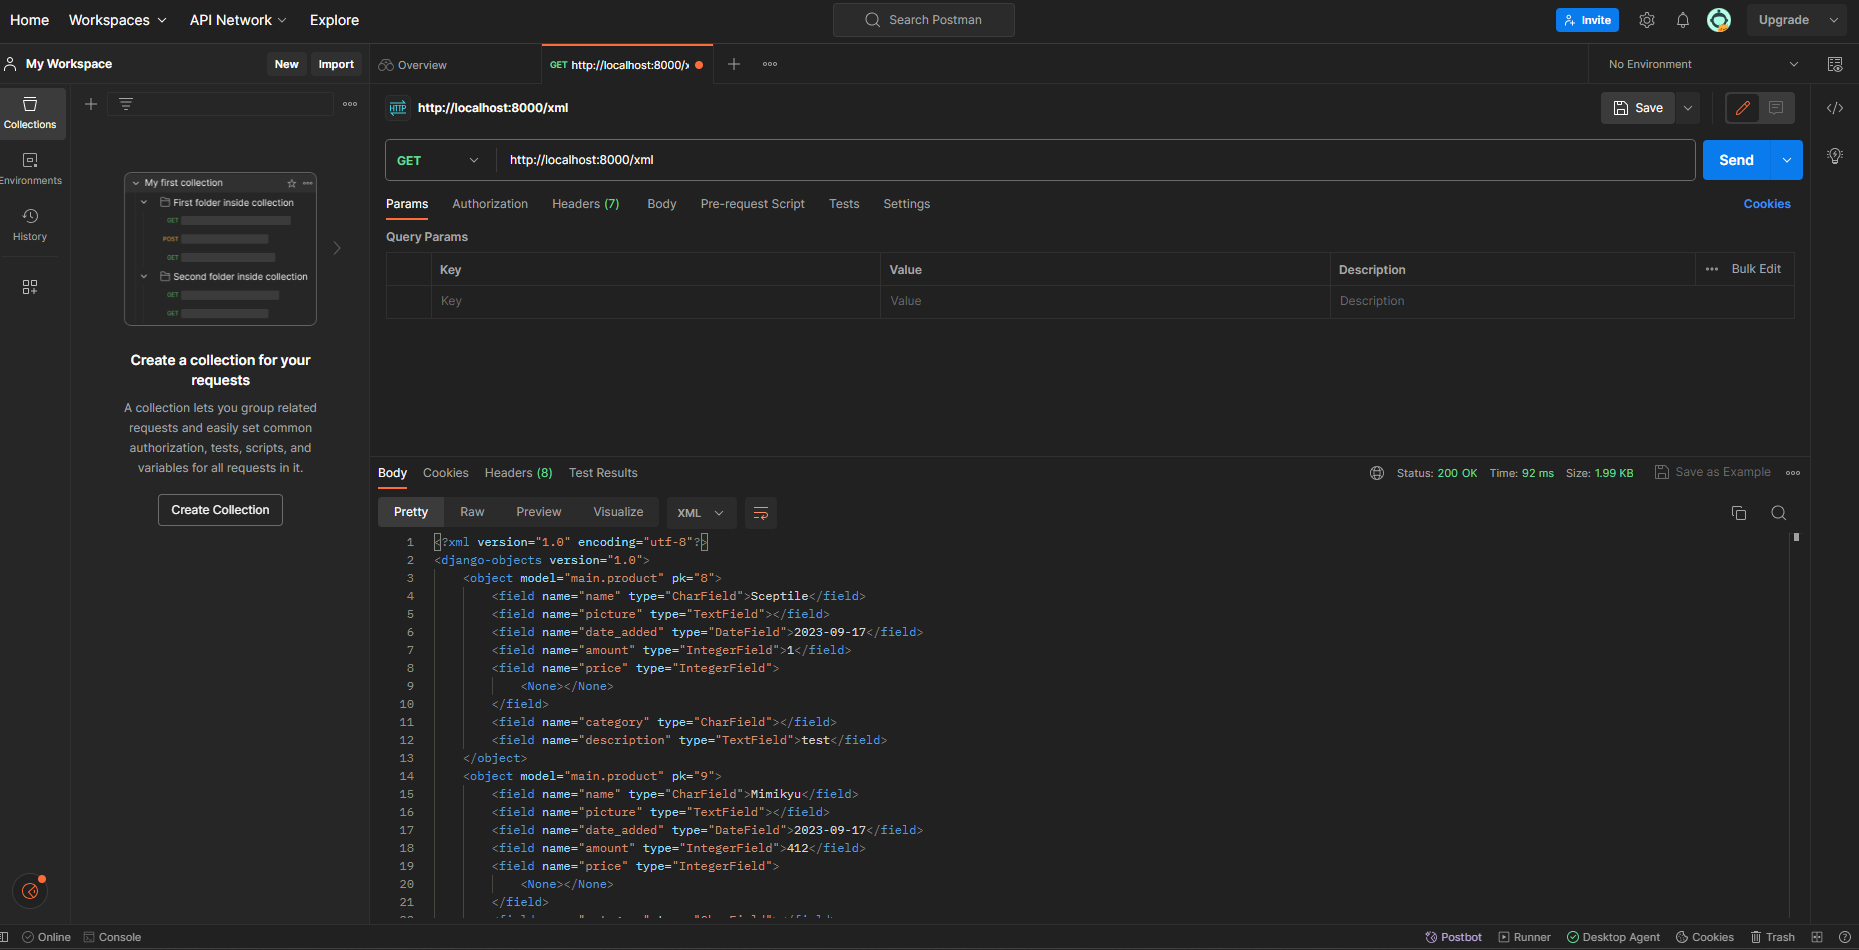 Home Workspaces API Network Explore Search Postman Invite Upgrade
My Workspace New Import Overview GET http://localhost:8000/x No Environment
Collections
HTTP http://localhost:8000/xml Save
Environments
GET http://localhost:8000/xml Send
History
My first collection
First folder inside collection
GET
POST
GET
Second folder inside collection
GET
GET
Create a collection for your
requests
A collection lets you group related
requests and easily set common
authorization, tests, scripts, and
variables for all requests in it.
Create Collection
Params Authorization Headers (7) Body Pre-request Script Tests Settings Cookies
Query Params
Key Value Description Bulk Edit
Key Value Description
Body Cookies Headers (8) Test Results Status: 200 OK Time: 92 ms Size: 1.99 KB Save as Example
Pretty Raw Preview Visualize XML
1 <?xml version="1.0" encoding="utf-8"?>
2 <django-objects version="1.0">
3 <object model="main.product" pk="8">
4 <field name="name" type="CharField">Sceptile</field>
5 <field name="picture" type="TextField"></field>
6 <field name="date_added" type="DateField">2023-09-17</field>
7 <field name="amount" type="IntegerField">1</field>
8 <field name="price" type="IntegerField">
9 <None></None>
10 </field>
11 <field name="category" type="CharField"></field>
12 <field name="description" type="TextField">test</field>
13 </object>
14 <object model="main.product" pk="9">
15 <field name="name" type="CharField">Mimikyu</field>
16 <field name="picture" type="TextField"></field>
17 <field name="date_added" type="DateField">2023-09-17</field>
18 <field name="amount" type="IntegerField">412</field>
19 <field name="price" type="IntegerField">
20 <None></None>
21 </field>
Online Console Postbot Runner Desktop Agent Cookies Trash